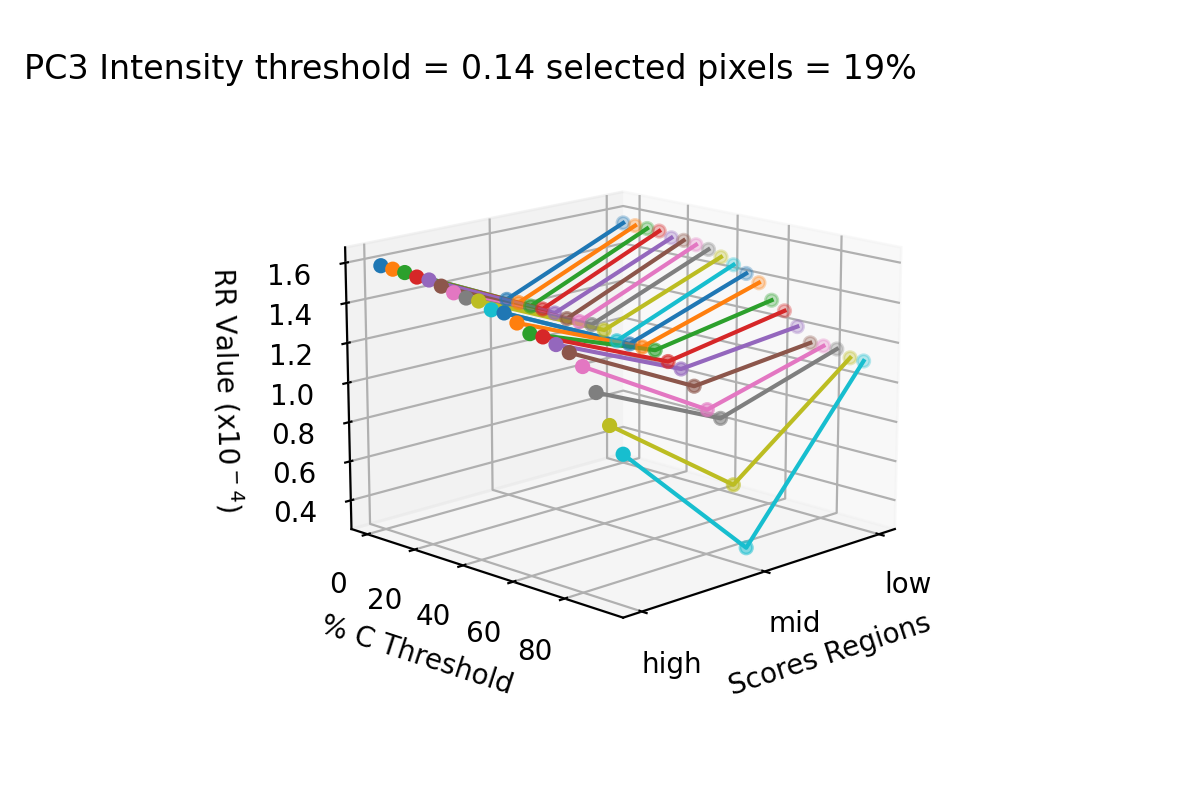 PC3 Intensity threshold = 0.14 selected pixels = 19%
1.6
1.4
1.2
1.0
0.8
0.6
0.4
RR Value (x10⁻⁴)
0
20
40
60
80
% C Threshold
high
mid
low
Scores Regions